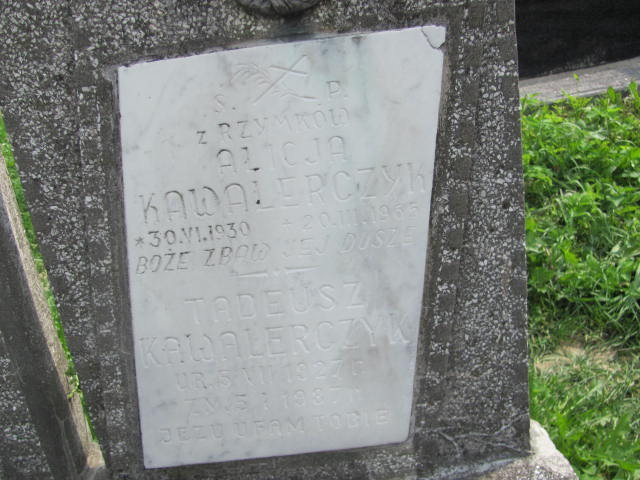 Ś. P.
z RZYMKÓW
ALICJA
KAWALERCZYK
*30.VI.1930 +20.III.1965
BOŻE ZBAW JEJ DUSZĘ
TADEUSZ
KAWALERCZYK
UR. 5 VII 1927 r
ZM. 5 I 1987 r
JEZU UFAM TOBIE